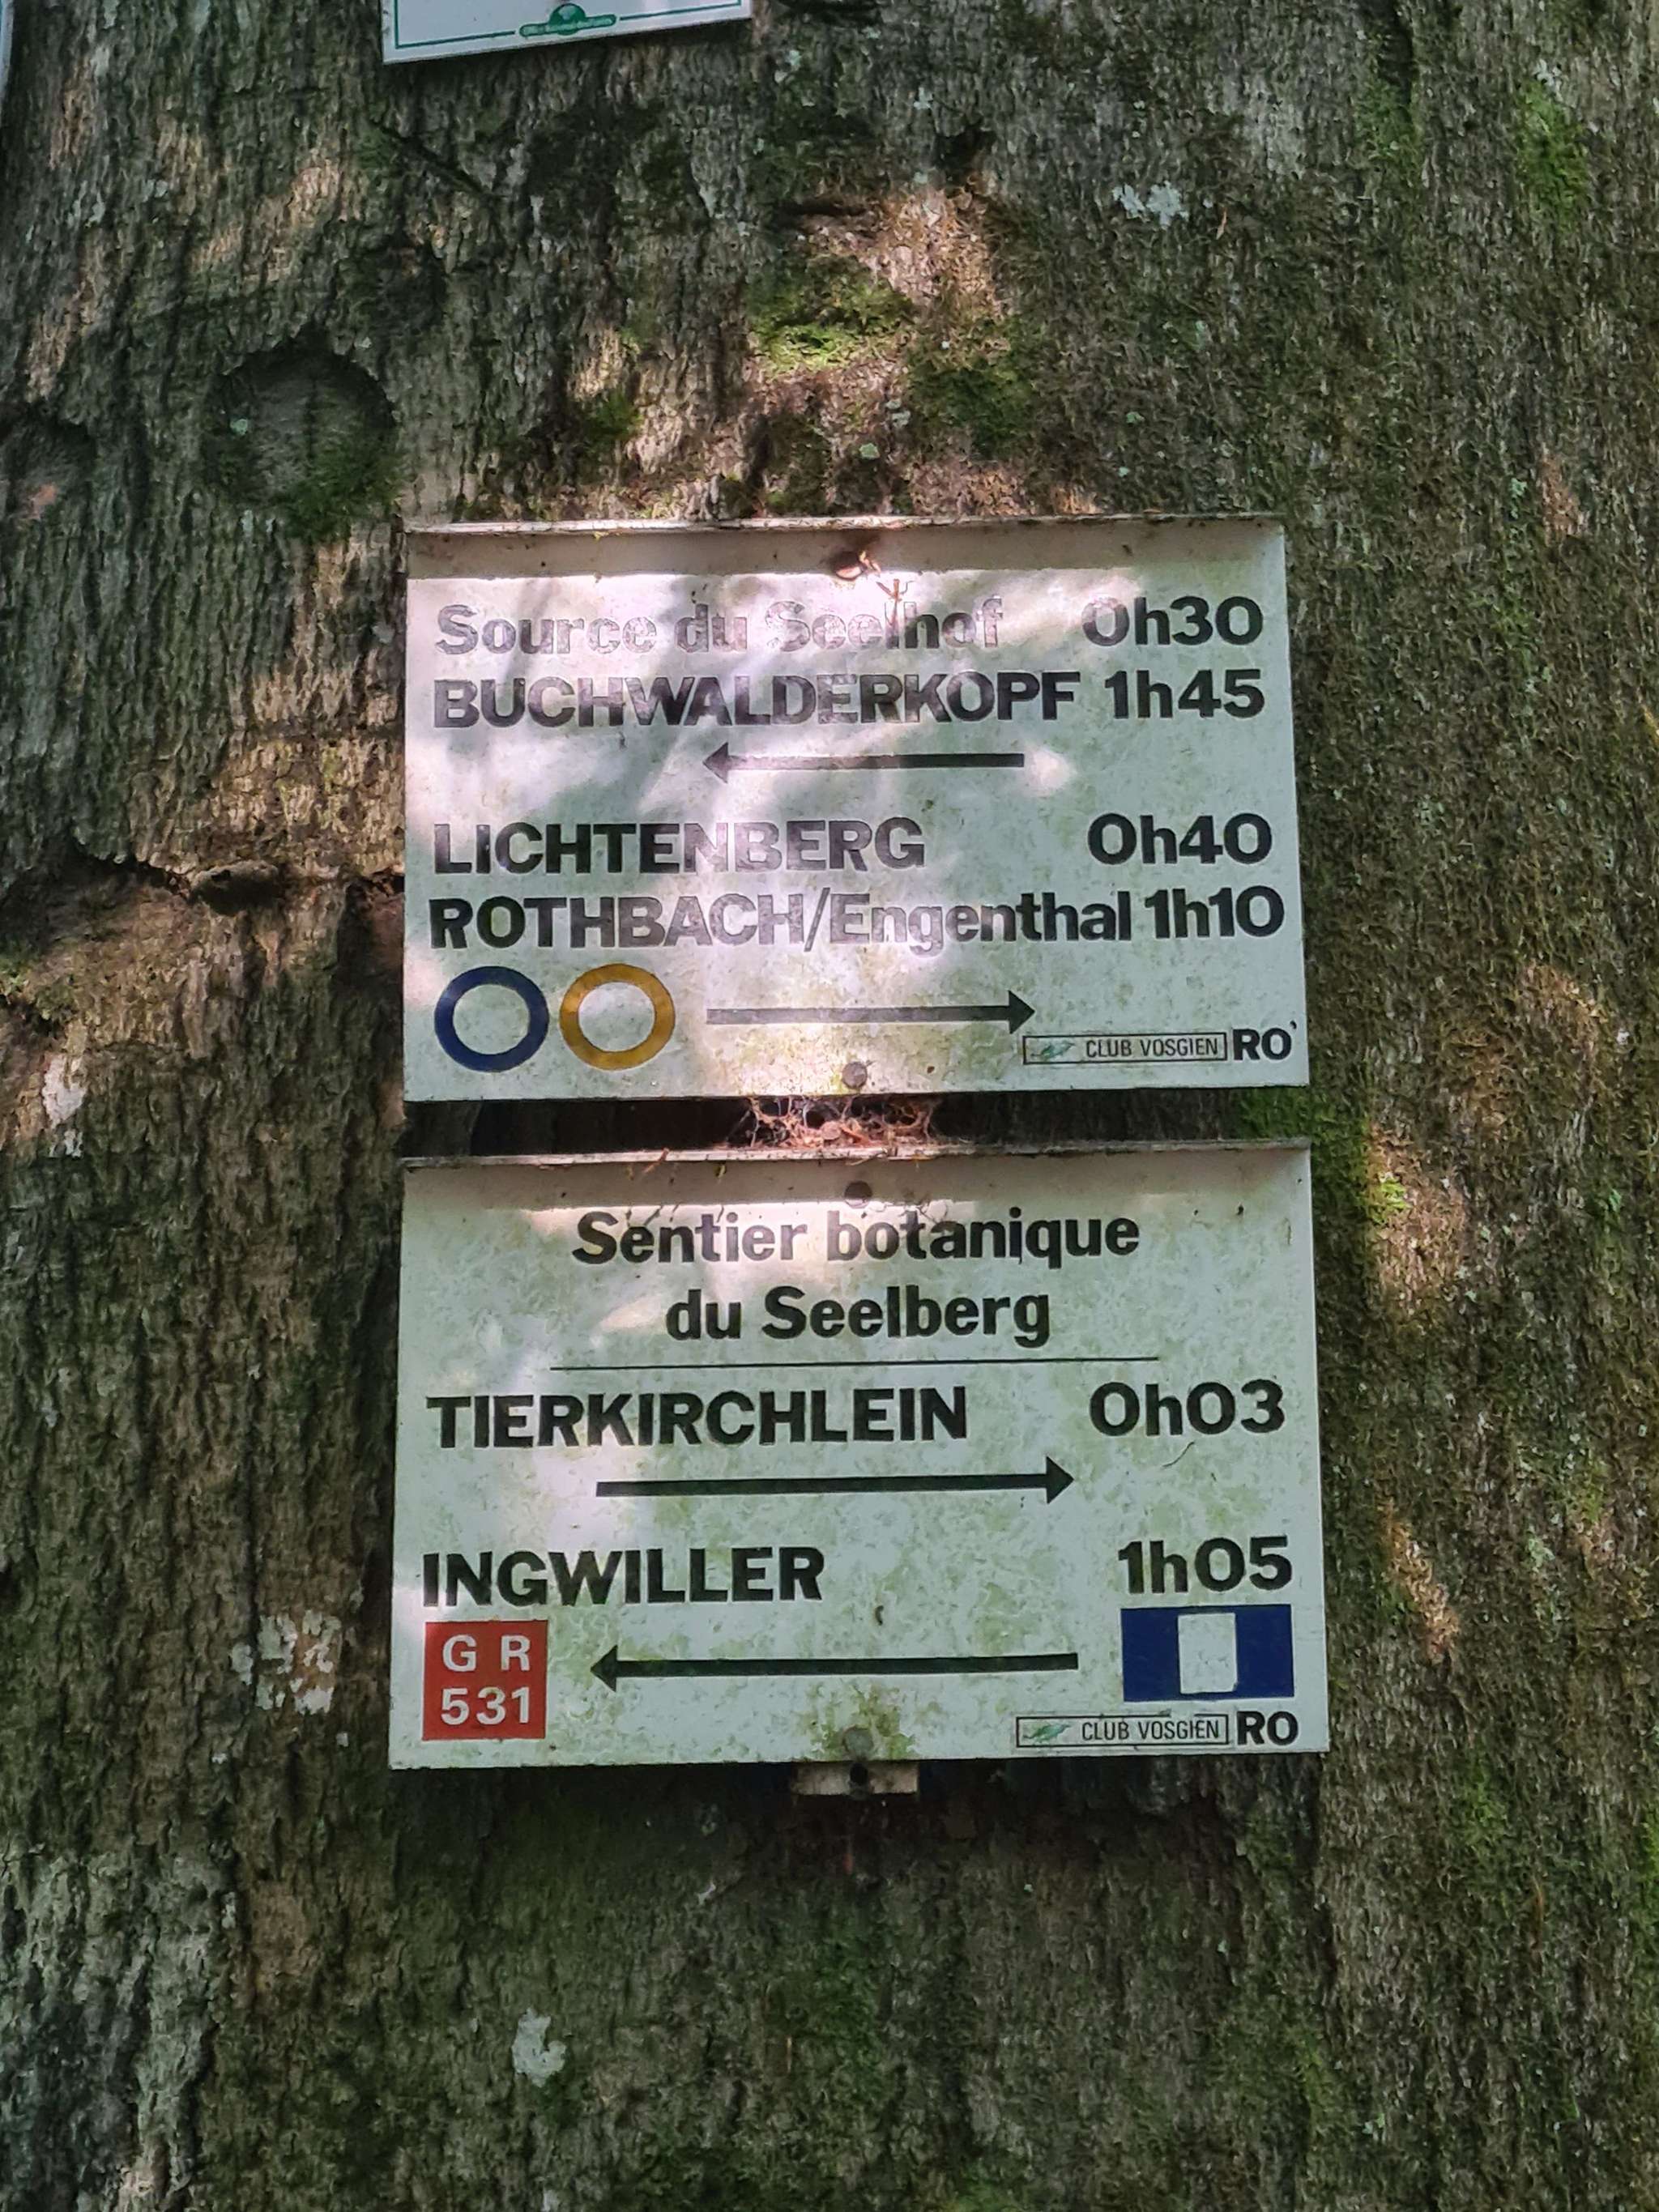 Source du Seelhof 0h30
BUCHWALDERKOPF 1h45
LICHTENBERG 0h40
ROTHBACH/Engenthal 1h10
CLUB VOSGIEN RO
Sentier botanique
du Seelberg
TIERKIRCHLEIN 0h03
INGWILLER 1h05
G R
531
CLUB VOSGIEN RO